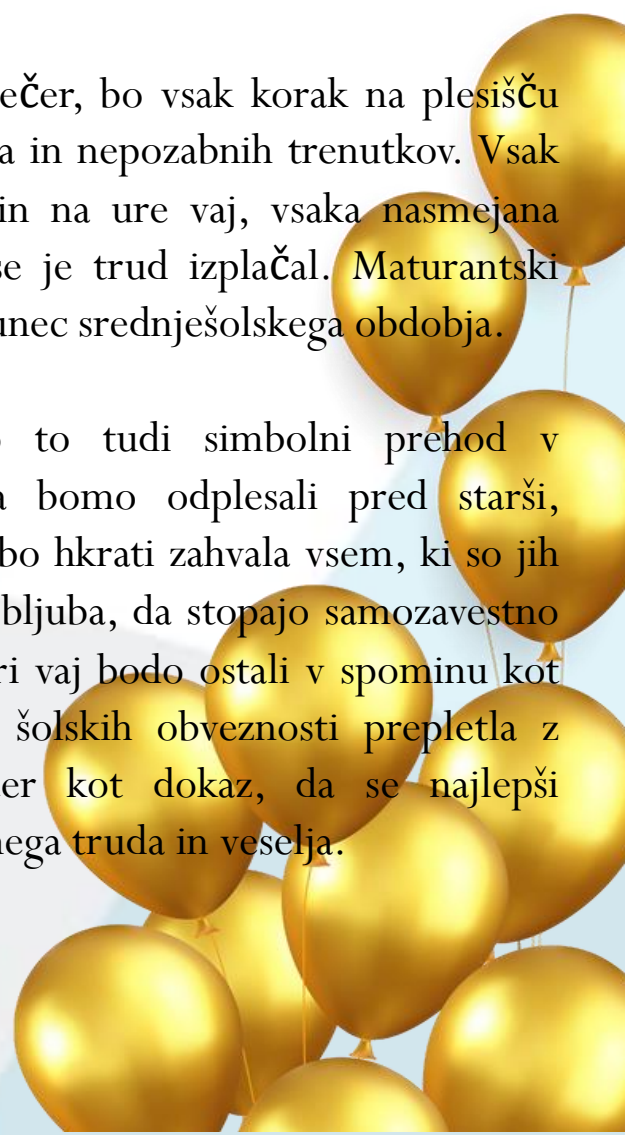 ečer, bo vsak korak na plesišču
a in nepozabnih trenutkov. Vsak
in na ure vaj, vsaka nasmejana
se je trud izplačal. Maturantski
unec srednješolskega obdobja.
to tudi simbolni prehod v
a bomo odplesali pred starši,
bo hkrati zahvala vsem, ki so jih
bljuba, da stopajo samozavestno
ri vaj bodo ostali v spominu kot
šolskih obveznosti prepletla z
er kot dokaz, da se najlepši
nega truda in veselja.